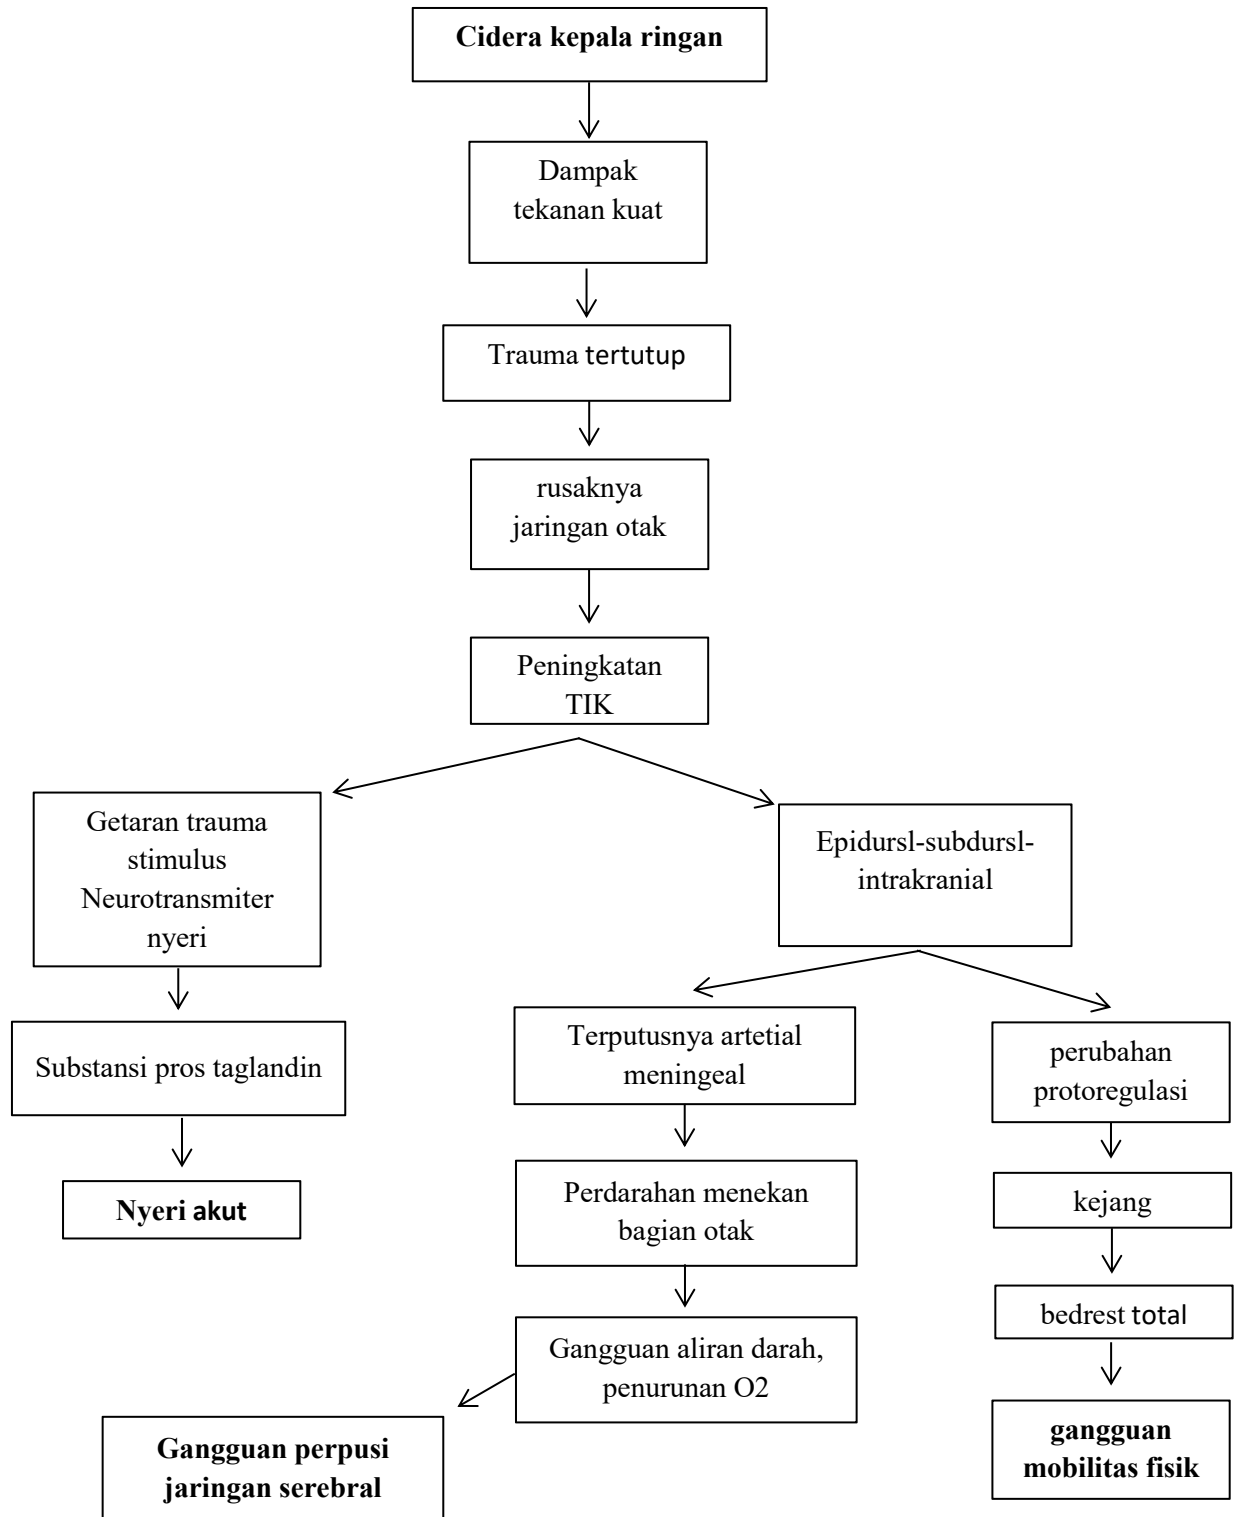 Cidera kepala ringan
Dampak
tekanan kuat
Trauma tertutup
rusaknya
jaringan otak
Peningkatan
TIK
Getaran trauma
stimulus
Neurotransmiter
nyeri
Epidursl-subdursl-
intrakranial
Substansi pros taglandin
Terputusnya artetial
meningeal
perubahan
protoregulasi
Nyeri akut
Perdarahan menekan
bagian otak
kejang
bedrest total
Gangguan aliran darah,
penurunan O2
Gangguan perpusi
jaringan serebral
gangguan
mobilitas fisik